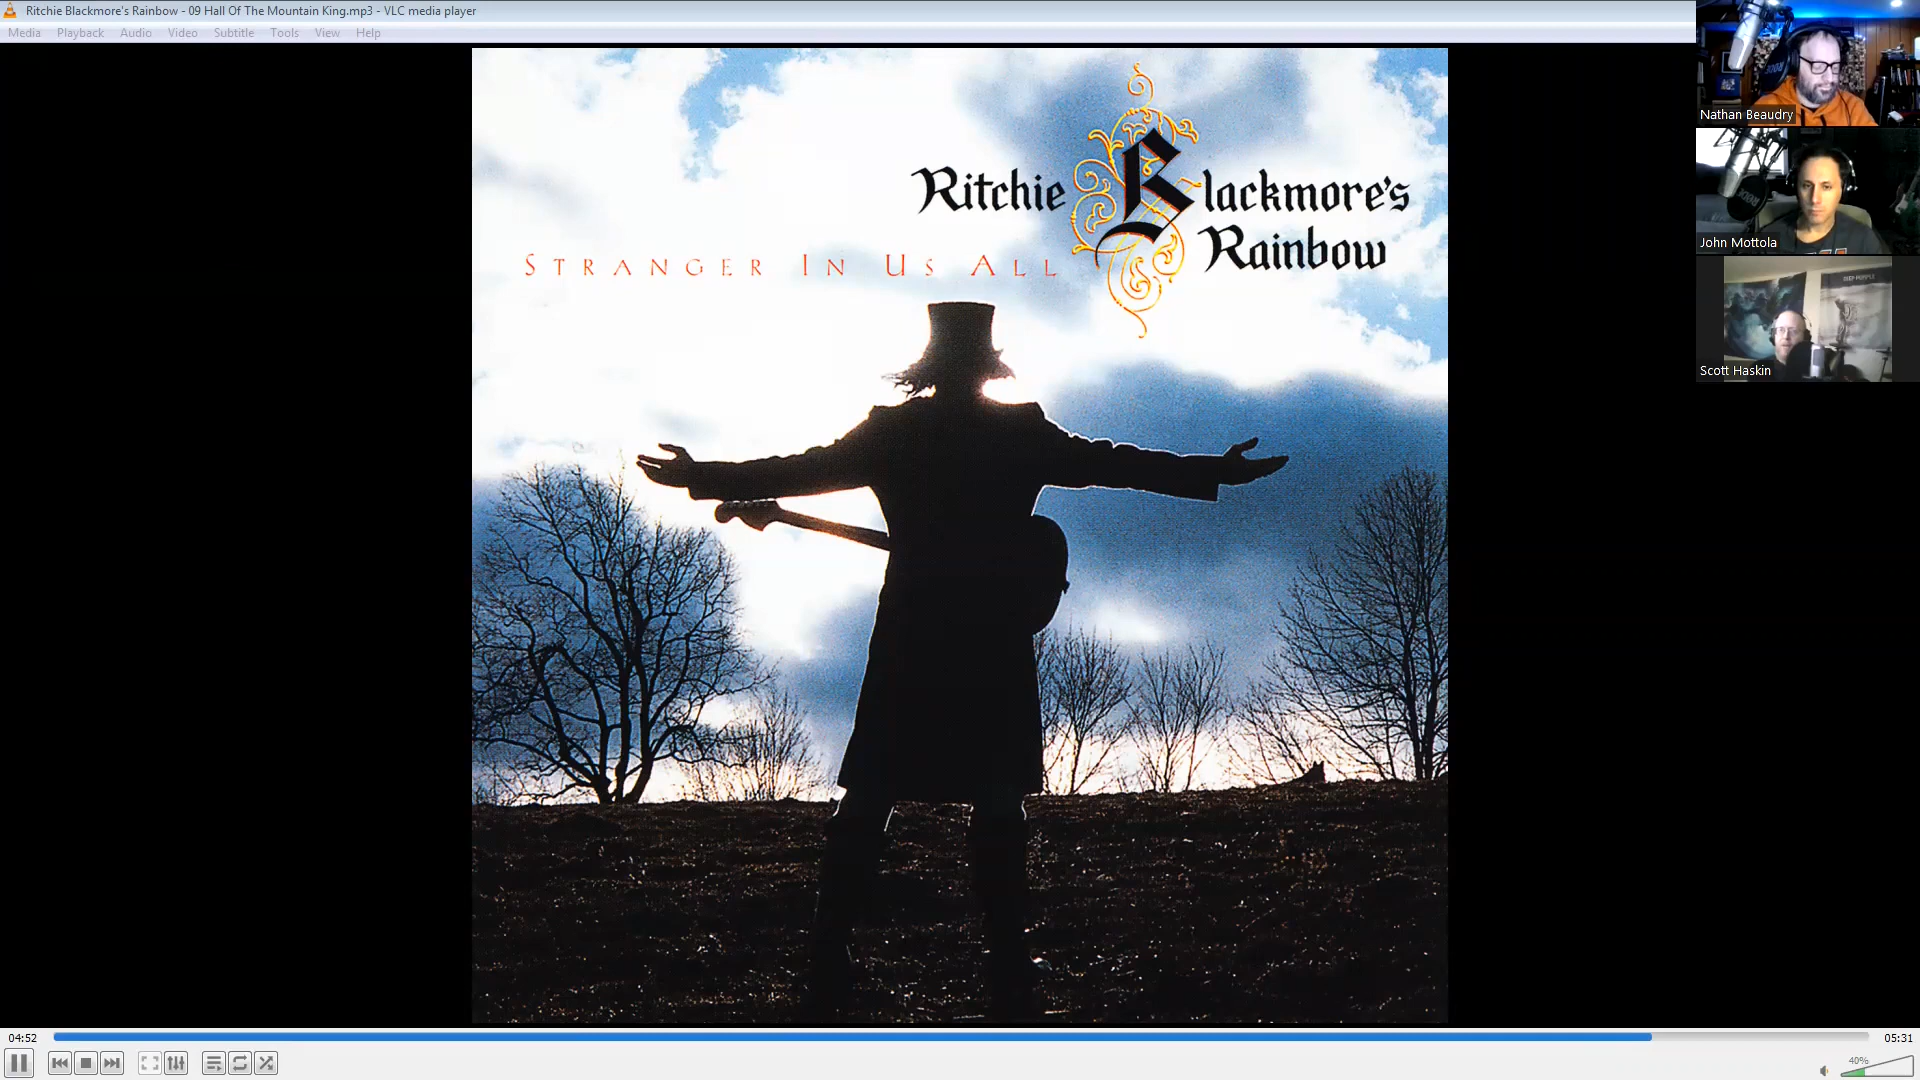 Ritchie Blackmore's Rainbow - 09 Hall Of The Mountain King.mp3 - VLC media player
Media Playback Audio Video Subtitle Tools View Help
Ritchie Blackmore's
Rainbow
STRANGER IN US ALL
Nathan Beaudry
John Mottola
DEEP PURPLE
Scott Haskin
04:52
05:31
40%